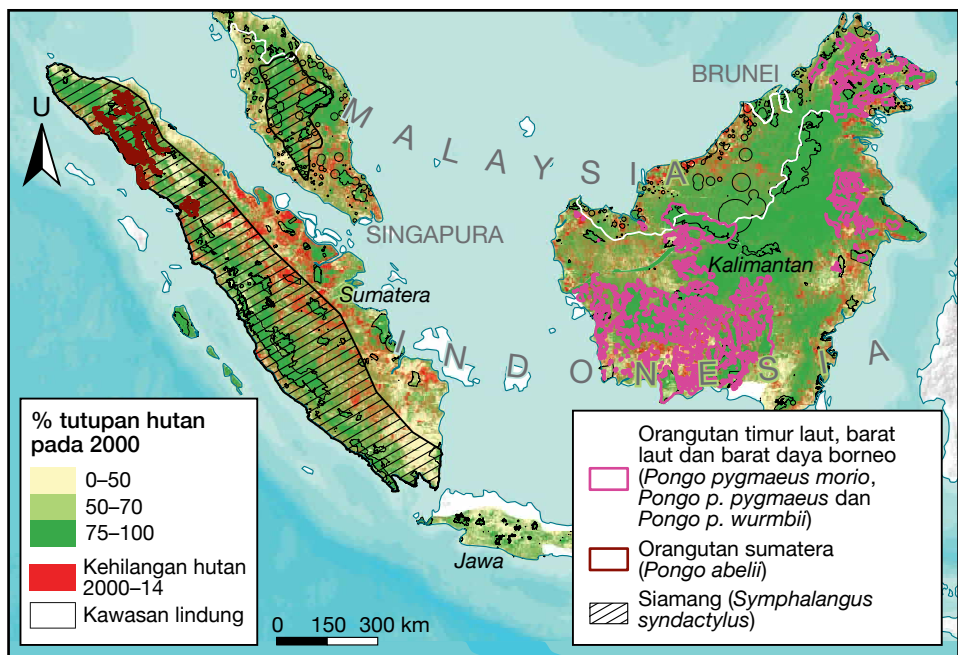 U
MALAYSIA
BRUNEI
SINGAPURA
Sumatera
Kalimantan
INDONESIA
Jawa
% tutupan hutan
pada 2000
0–50
50–70
75–100
Kehilangan hutan
2000–14
Kawasan lindung
0 150 300 km
Orangutan timur laut, barat
laut dan barat daya borneo
(Pongo pygmaeus morio,
Pongo p. pygmaeus dan
Pongo p. wurmbii)
Orangutan sumatera
(Pongo abelii)
Siamang (Symphalangus
syndactylus)